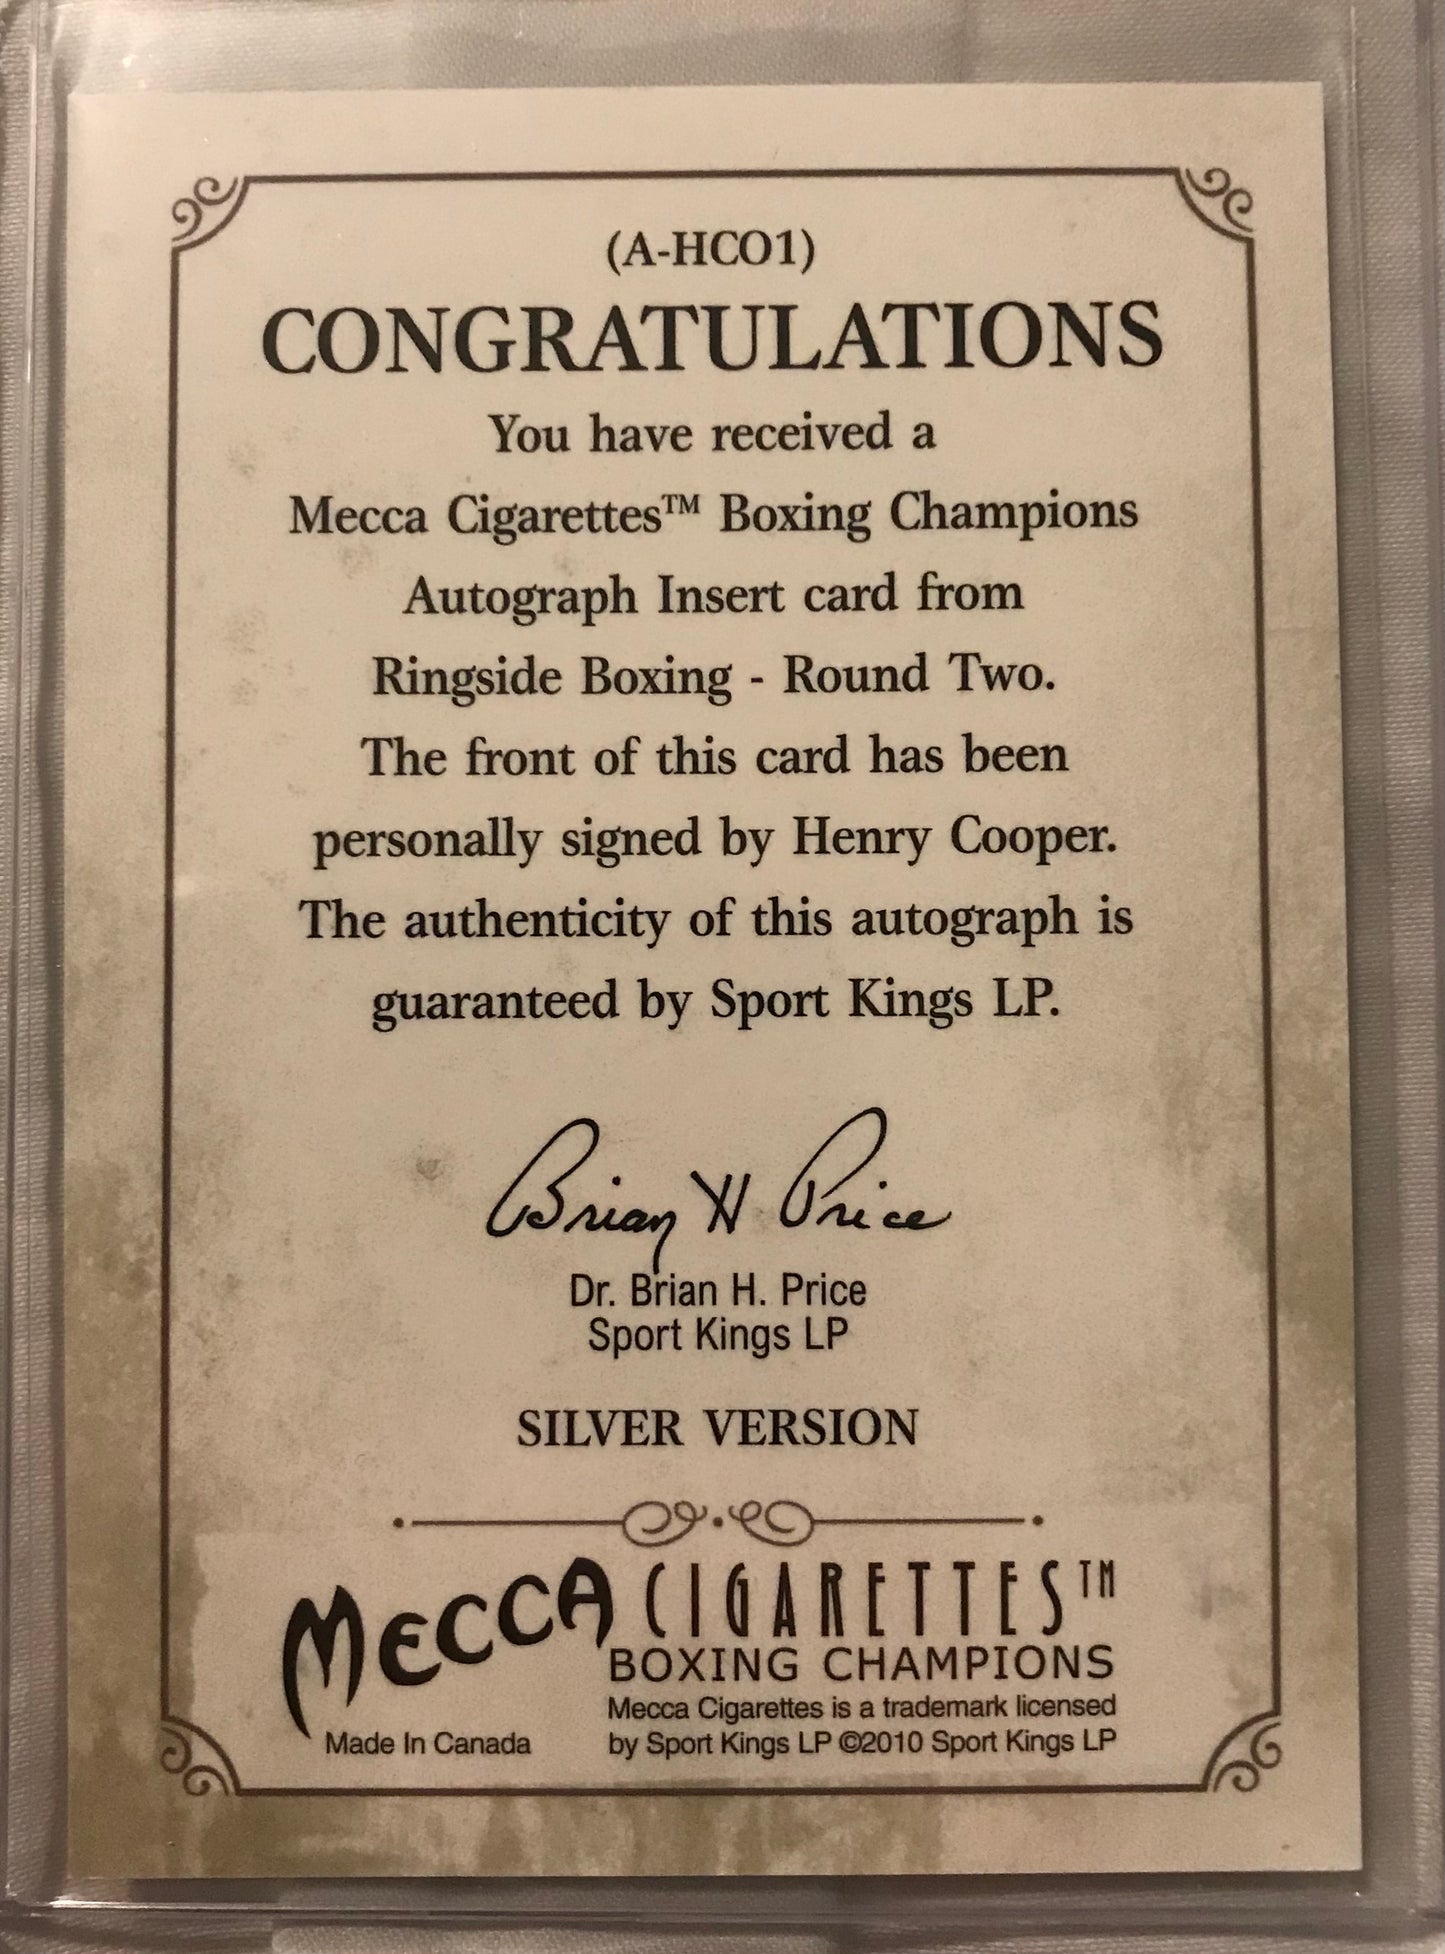 (A-HCO1)
CONGRATULATIONS
You have received a
Mecca Cigarettes™ Boxing Champions
Autograph Insert card from
Ringside Boxing - Round Two.
The front of this card has been
personally signed by Henry Cooper.
The authenticity of this autograph is
guaranteed by Sport Kings LP.
Brian H Price
Dr. Brian H. Price
Sport Kings LP
SILVER VERSION
MECCA CIGARETTES™
BOXING CHAMPIONS
Mecca Cigarettes is a trademark licensed
Made In Canada by Sport Kings LP ©2010 Sport Kings LP